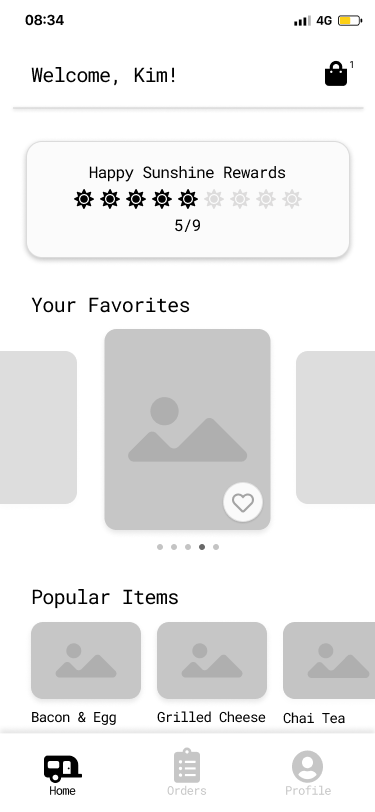 08:34 4G
Welcome, Kim! 1
Happy Sunshine Rewards
5/9
Your Favorites
Popular Items
Bacon & Egg Grilled Cheese Chai Tea
Home Orders Profile